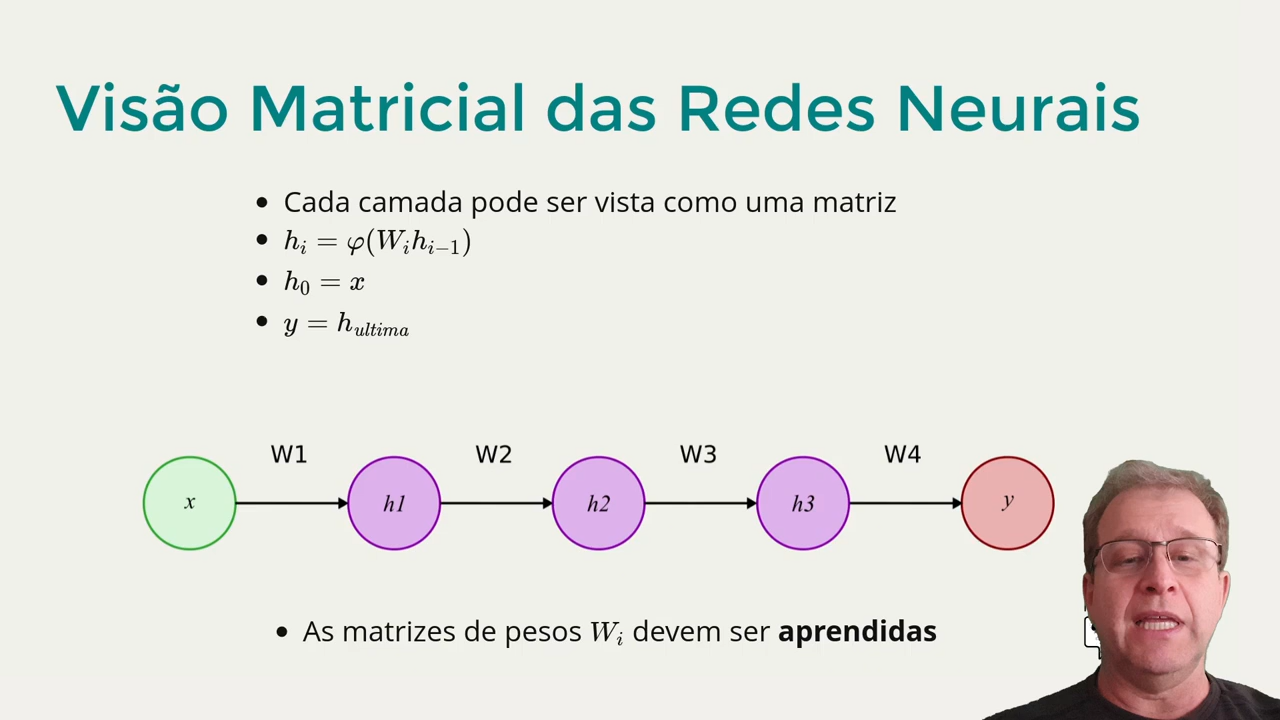 Visão Matricial das Redes Neurais
• Cada camada pode ser vista como uma matriz
• hᵢ = φ(Wᵢhᵢ₋₁)
• h₀ = x
• y = h_ultima
W1 W2 W3 W4
x h1 h2 h3 y
• As matrizes de pesos Wᵢ devem ser aprendidas